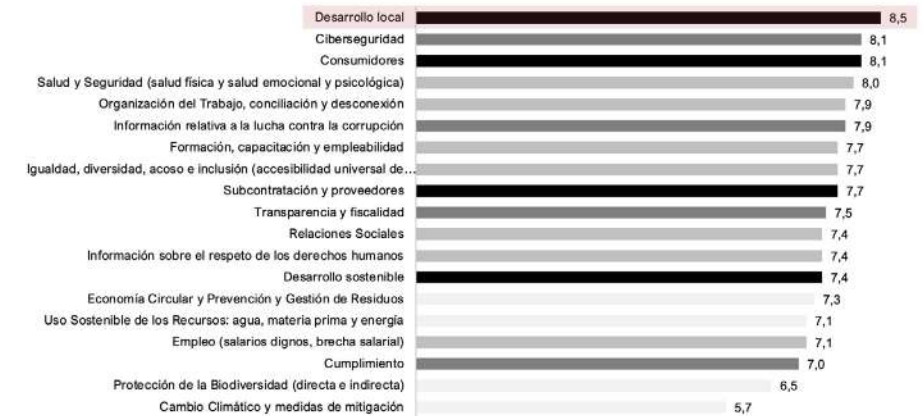 Desarrollo local 8,5
Ciberseguridad 8,1
Consumidores 8,1
Salud y Seguridad (salud física y salud emocional y psicológica) 8,0
Organización del Trabajo, conciliación y desconexión 7,9
Información relativa a la lucha contra la corrupción 7,9
Formación, capacitación y empleabilidad 7,7
Igualdad, diversidad, acoso e inclusión (accesibilidad universal de... 7,7
Subcontratación y proveedores 7,7
Transparencia y fiscalidad 7,5
Relaciones Sociales 7,4
Información sobre el respeto de los derechos humanos 7,4
Desarrollo sostenible 7,4
Economía Circular y Prevención y Gestión de Residuos 7,3
Uso Sostenible de los Recursos: agua, materia prima y energía 7,1
Empleo (salarios dignos, brecha salarial) 7,1
Cumplimiento 7,0
Protección de la Biodiversidad (directa e indirecta) 6,5
Cambio Climático y medidas de mitigación 5,7